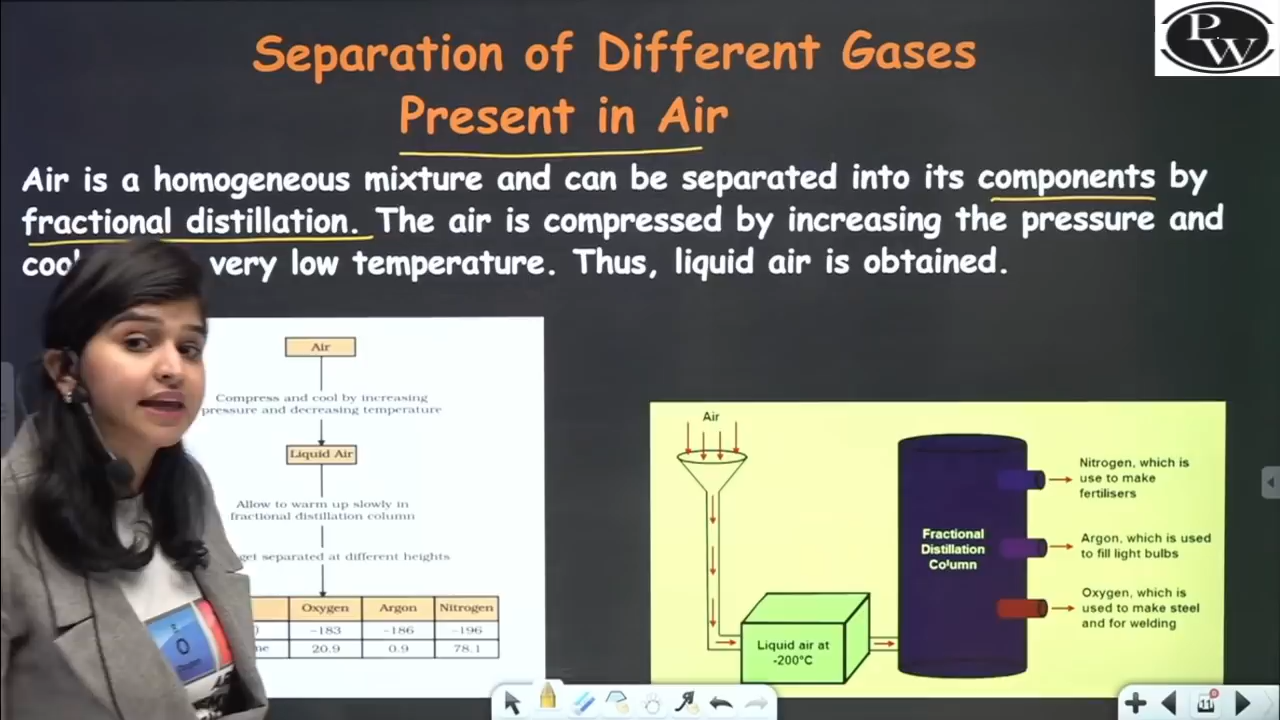 PW
Separation of Different Gases
Present in Air
Air is a homogeneous mixture and can be separated into its components by
fractional distillation. The air is compressed by increasing the pressure and
very low temperature. Thus, liquid air is obtained.
Air
Compress and cool by increasing
pressure and decreasing temperature
Liquid Air
Allow to warm up slowly in
fractional distillation column
get separated at different heights
Oxygen Argon Nitrogen
-183 -186 -196
20.9 0.9 78.1
Air
Liquid air at
-200°C
Fractional
Distillation
Column
Nitrogen, which is
use to make
fertilisers
Argon, which is used
to fill light bulbs
Oxygen, which is
used to make steel
and for welding
11